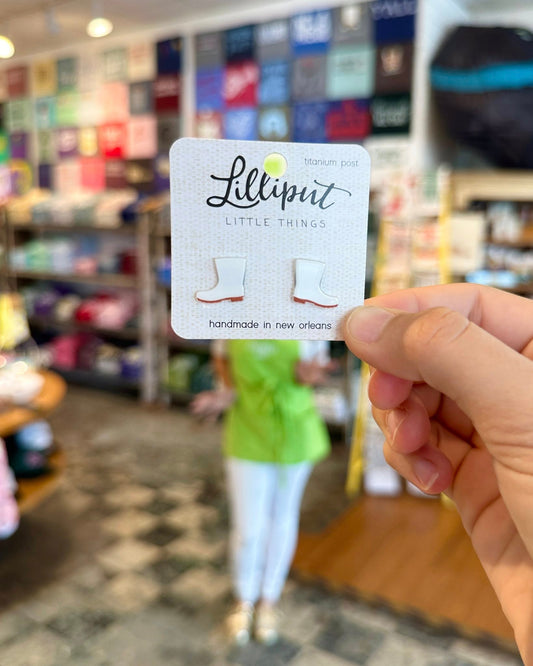 titanium post
Lilliput
LITTLE THINGS
handmade in new orleans